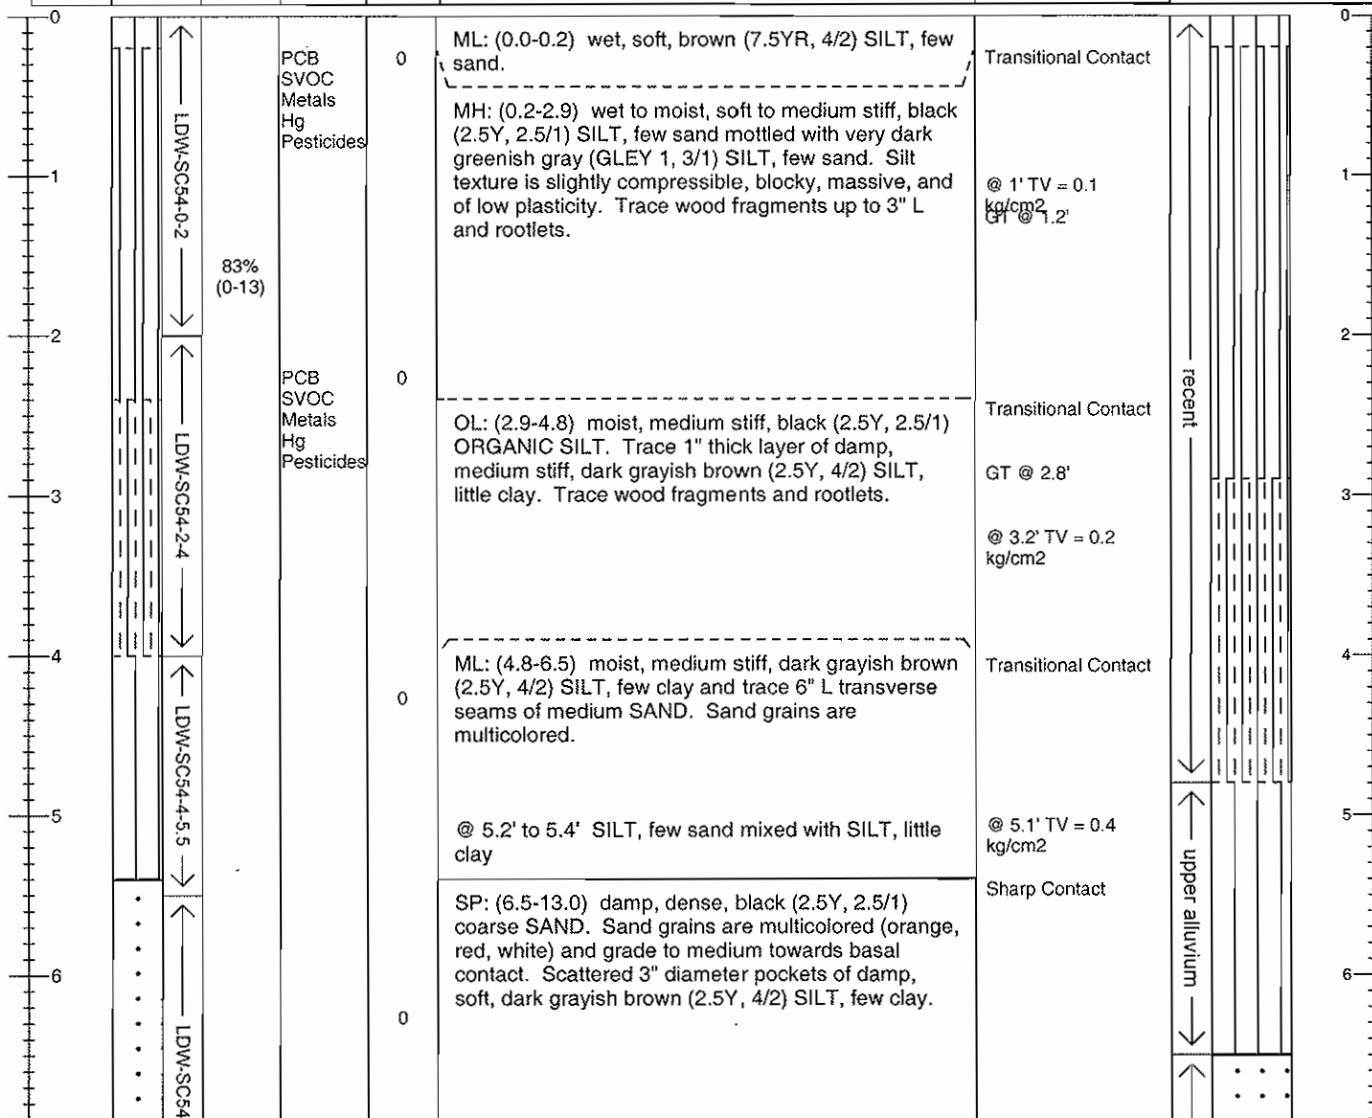 0
1
2
3
4
5
6
LDW-SC54-0-2
LDW-SC54-2-4
LDW-SC54-4-5.5
LDW-SC54
83%
(0-13)
PCB
SVOC
Metals
Hg
Pesticides
PCB
SVOC
Metals
Hg
Pesticides
0
0
0
0
ML: (0.0-0.2) wet, soft, brown (7.5YR, 4/2) SILT, few
sand.
MH: (0.2-2.9) wet to moist, soft to medium stiff, black
(2.5Y, 2.5/1) SILT, few sand mottled with very dark
greenish gray (GLEY 1, 3/1) SILT, few sand. Silt
texture is slightly compressible, blocky, massive, and
of low plasticity. Trace wood fragments up to 3" L
and rootlets.
OL: (2.9-4.8) moist, medium stiff, black (2.5Y, 2.5/1)
ORGANIC SILT. Trace 1" thick layer of damp,
medium stiff, dark grayish brown (2.5Y, 4/2) SILT,
little clay. Trace wood fragments and rootlets.
ML: (4.8-6.5) moist, medium stiff, dark grayish brown
(2.5Y, 4/2) SILT, few clay and trace 6" L transverse
seams of medium SAND. Sand grains are
multicolored.
@ 5.2' to 5.4' SILT, few sand mixed with SILT, little
clay
SP: (6.5-13.0) damp, dense, black (2.5Y, 2.5/1)
coarse SAND. Sand grains are multicolored (orange,
red, white) and grade to medium towards basal
contact. Scattered 3" diameter pockets of damp,
soft, dark grayish brown (2.5Y, 4/2) SILT, few clay.
Transitional Contact
@ 1' TV = 0.1
kg/cm2
GT @ 1.2'
Transitional Contact
GT @ 2.8'
@ 3.2' TV = 0.2
kg/cm2
Transitional Contact
@ 5.1' TV = 0.4
kg/cm2
Sharp Contact
recent
upper alluvium
0
1
2
3
4
5
6